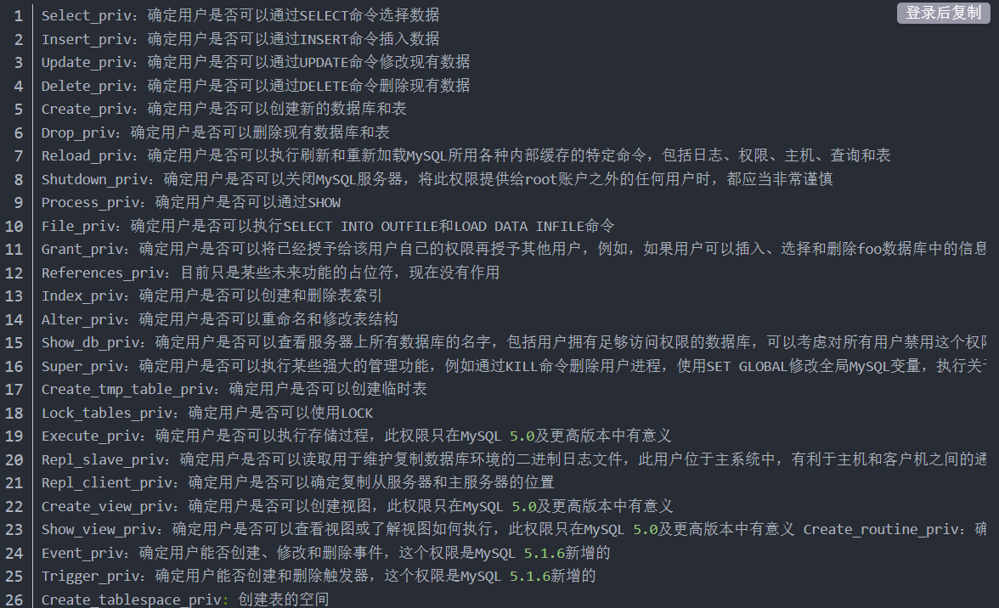 登录后复制
1 Select_priv：确定用户是否可以通过SELECT命令选择数据
2 Insert_priv：确定用户是否可以通过INSERT命令插入数据
3 Update_priv：确定用户是否可以通过UPDATE命令修改现有数据
4 Delete_priv：确定用户是否可以通过DELETE命令删除现有数据
5 Create_priv：确定用户是否可以创建新的数据库和表
6 Drop_priv：确定用户是否可以删除现有数据库和表
7 Reload_priv：确定用户是否可以执行刷新和重新加载MySQL所用各种内部缓存的特定命令，包括日志、权限、主机、查询和表
8 Shutdown_priv：确定用户是否可以关闭MySQL服务器，将此权限提供给root账户之外的任何用户时，都应当非常谨慎
9 Process_priv：确定用户是否可以通过SHOW
10 File_priv：确定用户是否可以执行SELECT INTO OUTFILE和LOAD DATA INFILE命令
11 Grant_priv：确定用户是否可以将已经授予给该用户自己的权限再授予其他用户，例如，如果用户可以插入、选择和删除foo数据库中的信息
12 References_priv：目前只是某些未来功能的占位符，现在没有作用
13 Index_priv：确定用户是否可以创建和删除表索引
14 Alter_priv：确定用户是否可以重命名和修改表结构
15 Show_db_priv：确定用户是否可以查看服务器上所有数据库的名字，包括用户拥有足够访问权限的数据库，可以考虑对所有用户禁用这个权
16 Super_priv：确定用户是否可以执行某些强大的管理功能，例如通过KILL命令删除用户进程，使用SET GLOBAL修改全局MySQL变量，执行关
17 Create_tmp_table_priv：确定用户是否可以创建临时表
18 Lock_tables_priv：确定用户是否可以使用LOCK
19 Execute_priv：确定用户是否可以执行存储过程，此权限只在MySQL 5.0及更高版本中有意义
20 Repl_slave_priv：确定用户是否可以读取用于维护复制数据库环境的二进制日志文件，此用户位于主系统中，有利于主机和客户机之间的通
21 Repl_client_priv：确定用户是否可以确定复制从服务器和主服务器的位置
22 Create_view_priv：确定用户是否可以创建视图，此权限只在MySQL 5.0及更高版本中有意义
23 Show_view_priv：确定用户是否可以查看视图或了解视图如何执行，此权限只在MySQL 5.0及更高版本中有意义 Create_routine_priv：确
24 Event_priv：确定用户能否创建、修改和删除事件，这个权限是MySQL 5.1.6新增的
25 Trigger_priv：确定用户能否创建和删除触发器，这个权限是MySQL 5.1.6新增的
26 Create_tablespace_priv: 创建表的空间